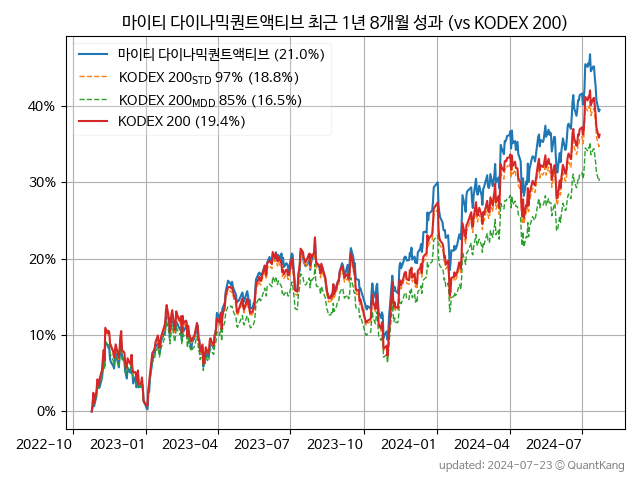 마이티 다이나믹퀀트액티브 최근 1년 8개월 성과 (vs KODEX 200)
마이티 다이나믹퀀트액티브 (21.0%)
KODEX 200STD 97% (18.8%)
KODEX 200MDD 85% (16.5%)
KODEX 200 (19.4%)
40%
30%
20%
10%
0%
2022-10 2023-01 2023-04 2023-07 2023-10 2024-01 2024-04 2024-07
updated: 2024-07-23 © QuantKang